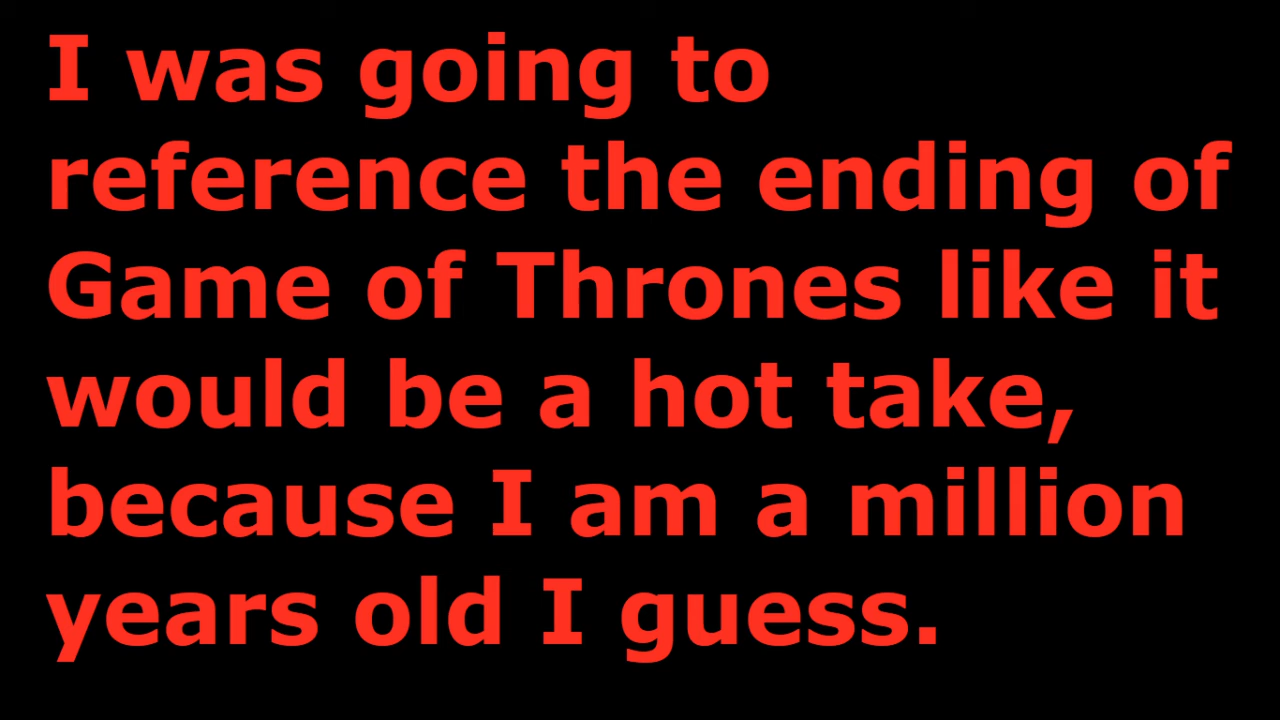 I was going to
reference the ending of
Game of Thrones like it
would be a hot take,
because I am a million
years old I guess.